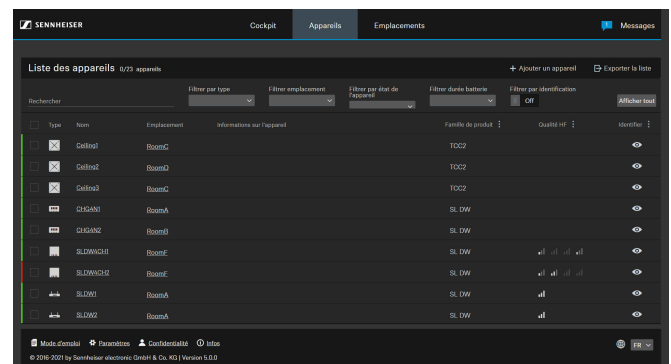 SENNHEISER Cockpit Appareils Emplacements Messages
Liste des appareils 0/23 appareils + Ajouter un appareil Exporter la liste
Rechercher Filtrer par type Filtrer emplacement Filtrer par état de l'appareil Filtrer durée batterie Filtrer par identification Off Afficher tout
Type Nom Emplacement Informations sur l'appareil Famille de produit Qualité HF Identifier
Ceiling1 RoomC TCC2
Ceiling2 RoomD TCC2
Ceiling3 RoomC TCC2
CHG4N1 RoomA SL DW
CHG4N2 RoomB SL DW
SLDW4CH1 RoomF SL DW
SLDW4CH2 RoomF SL DW
SLDW1 RoomA SL DW
SLDW2 RoomA SL DW
Mode d'emploi Paramètres Confidentialité Infos FR
© 2016-2021 by Sennheiser electronic GmbH & Co. KG | Version 5.0.0